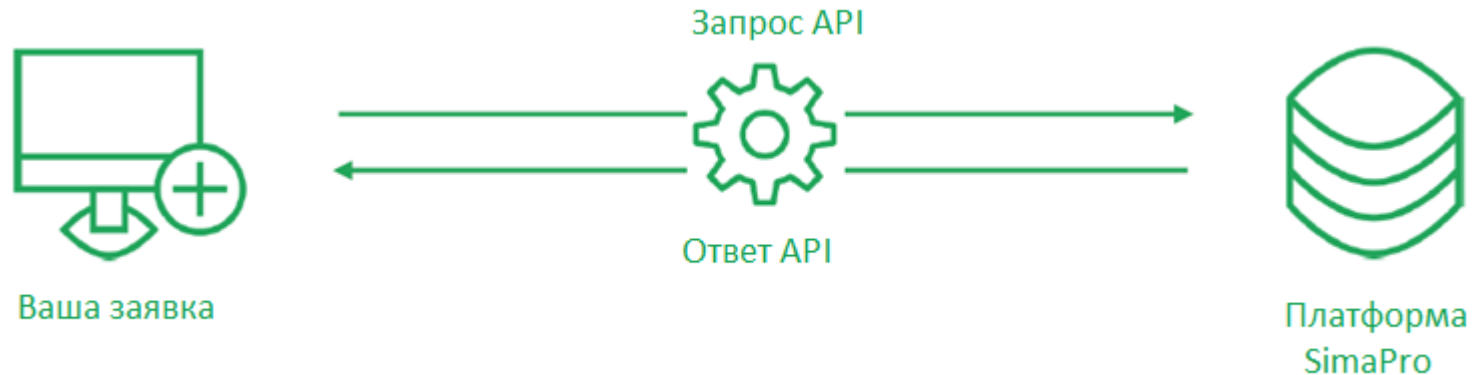 Запрос API
Ответ API
Ваша заявка
Платформа
SimaPro